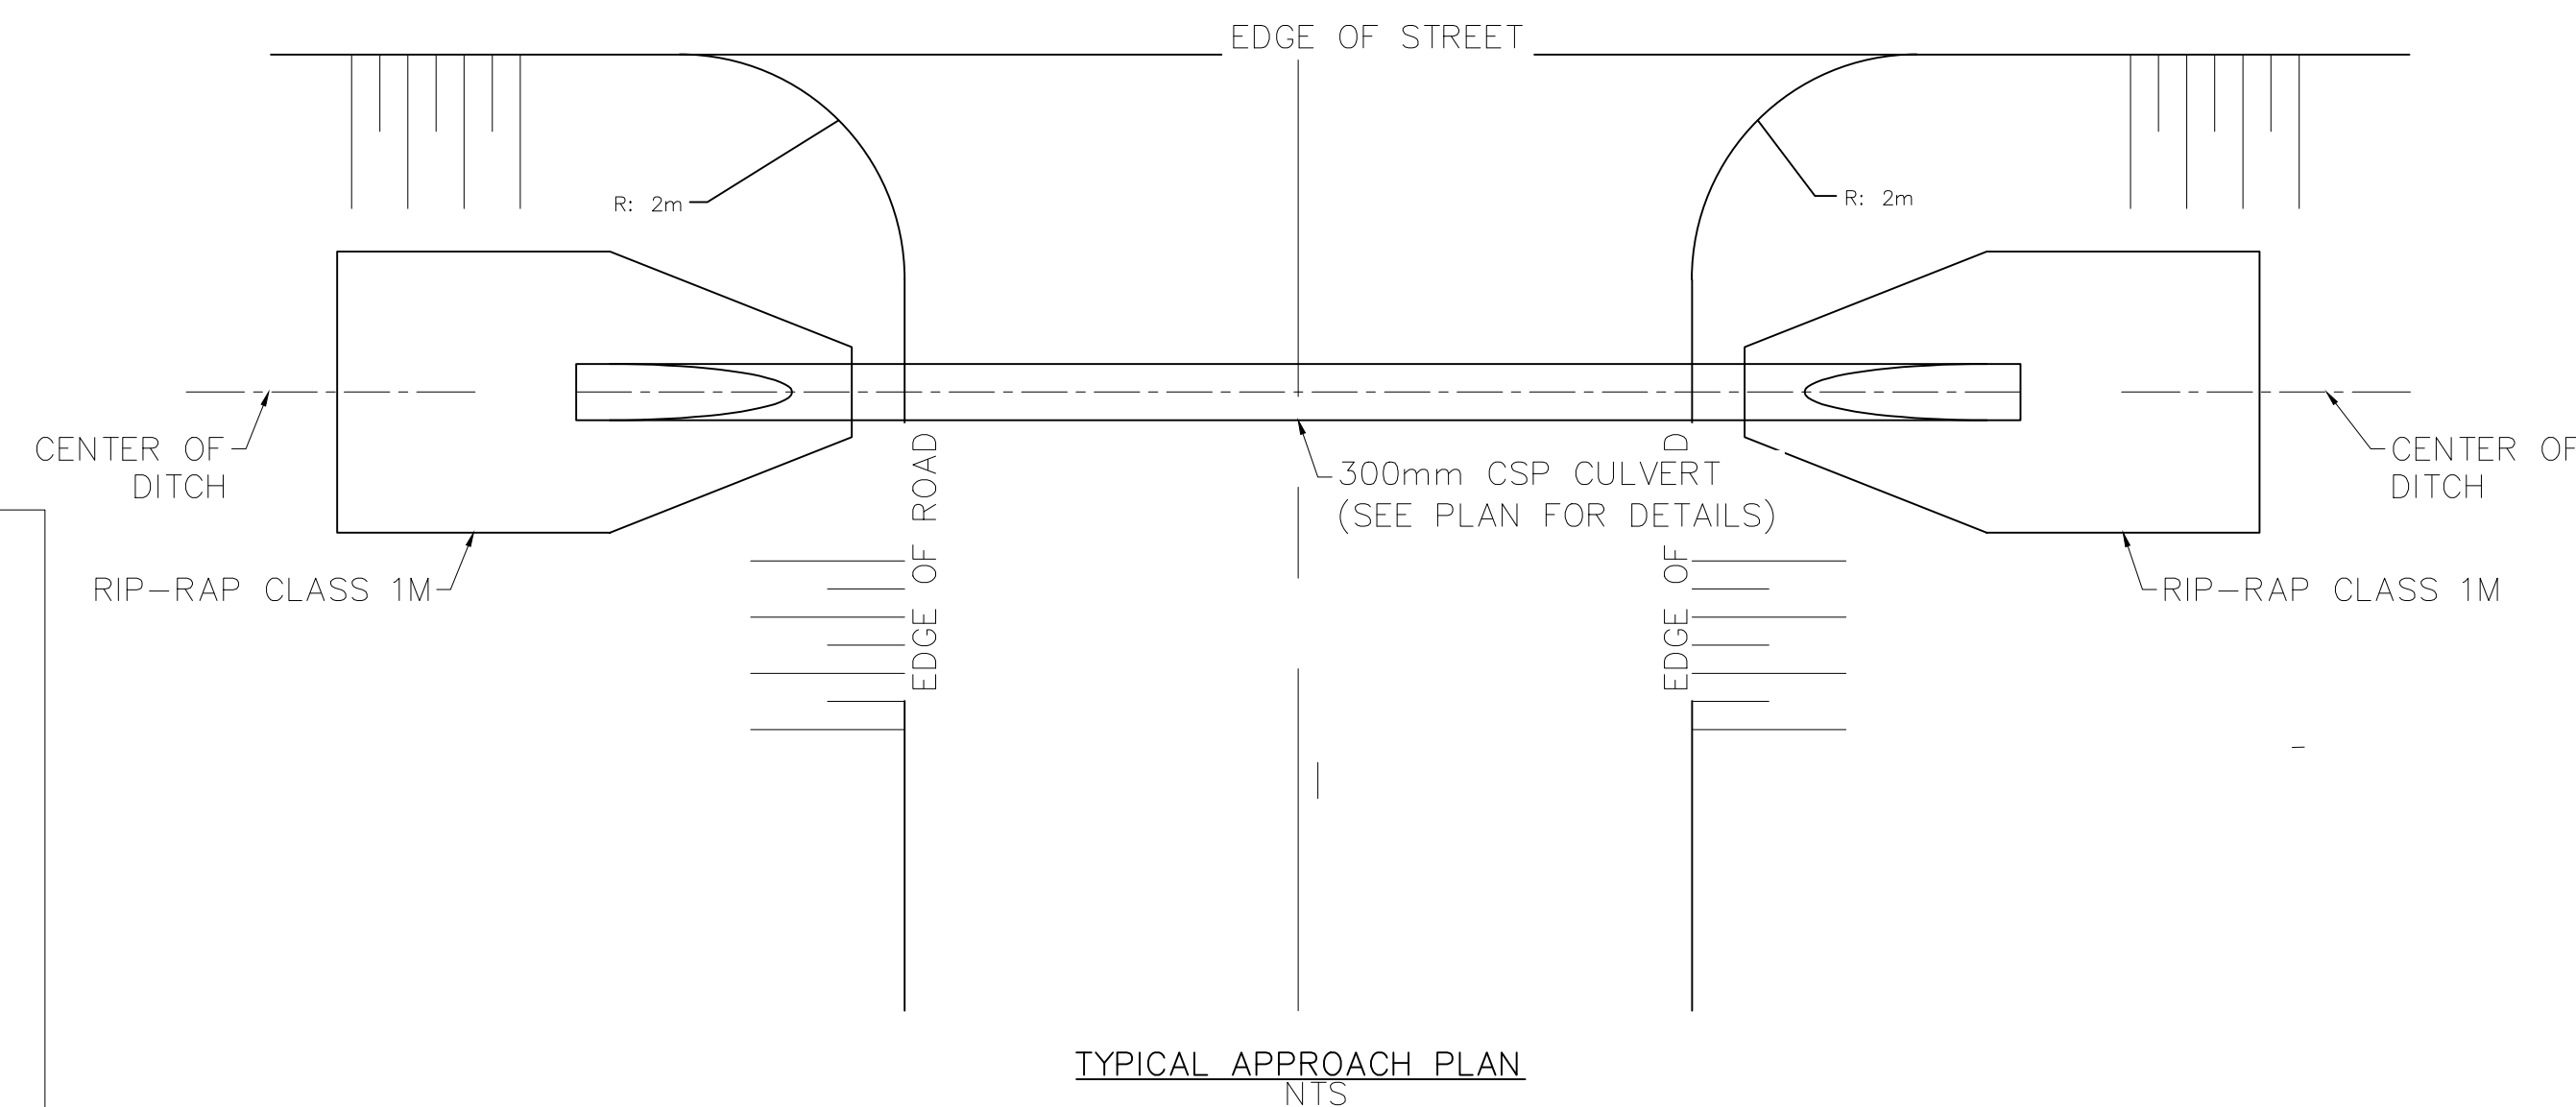 EDGE OF STREET
R: 2m
R: 2m
CENTER OF
DITCH
CENTER OF
DITCH
300mm CSP CULVERT
(SEE PLAN FOR DETAILS)
EDGE OF ROAD
EDGE OF D
RIP-RAP CLASS 1M
RIP-RAP CLASS 1M
TYPICAL APPROACH PLAN
NTS